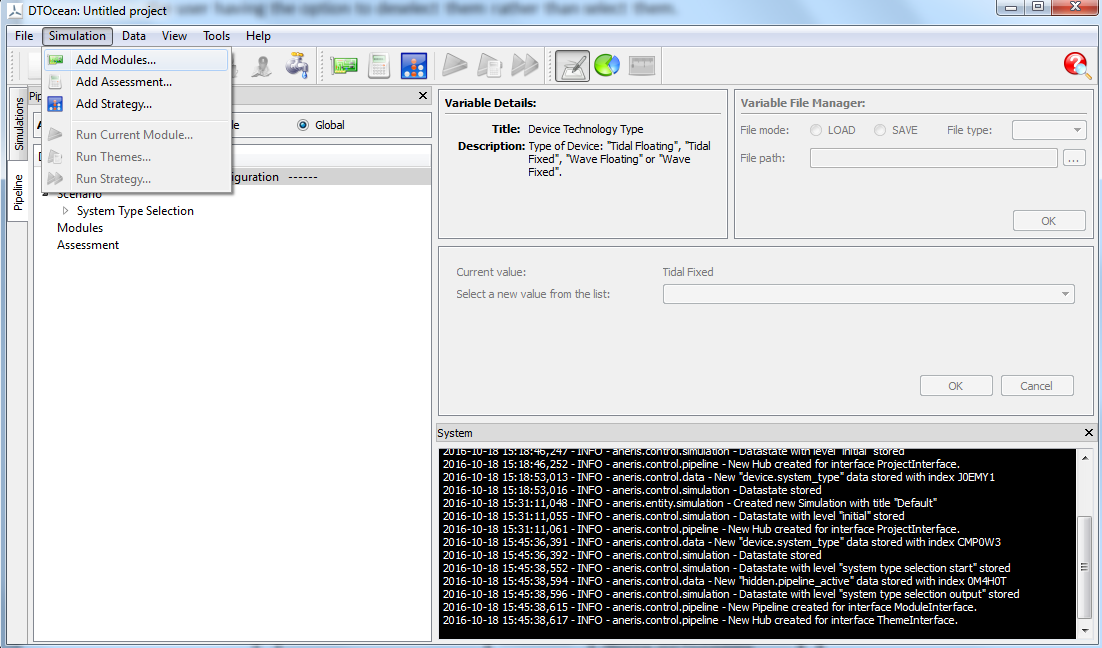 user having the option to deselect them rather than select them.
DTOcean: Untitled project
File Simulation Data View Tools Help
Add Modules...
Add Assessment...
Add Strategy...
Run Current Module...
Run Themes...
Run Strategy...
Simulations
Pipeline
Global
------
System Type Selection
Modules
Assessment
Variable Details:
Title: Device Technology Type
Description: Type of Device: "Tidal Floating", "Tidal
Fixed", "Wave Floating" or "Wave
Fixed".
Variable File Manager:
File mode: LOAD SAVE File type:
File path: ...
OK
Current value: Tidal Fixed
Select a new value from the list:
OK Cancel
System
2016-10-18 15:18:46,247 - INFO - aneris.control.simulation - Datastate with level "initial" stored
2016-10-18 15:18:46,252 - INFO - aneris.control.pipeline - New Hub created for interface ProjectInterface.
2016-10-18 15:18:53,013 - INFO - aneris.control.data - New "device.system_type" data stored with index J0EMY1
2016-10-18 15:18:53,016 - INFO - aneris.control.simulation - Datastate stored
2016-10-18 15:31:11,048 - INFO - aneris.entity.simulation - Created new Simulation with title "Default"
2016-10-18 15:31:11,055 - INFO - aneris.control.simulation - Datastate with level "initial" stored
2016-10-18 15:31:11,061 - INFO - aneris.control.pipeline - New Hub created for interface ProjectInterface.
2016-10-18 15:45:36,391 - INFO - aneris.control.data - New "device.system_type" data stored with index CMP0W3
2016-10-18 15:45:36,392 - INFO - aneris.control.simulation - Datastate stored
2016-10-18 15:45:38,552 - INFO - aneris.control.simulation - Datastate with level "system type selection start" stored
2016-10-18 15:45:38,594 - INFO - aneris.control.data - New "hidden.pipeline_active" data stored with index 0M4H0T
2016-10-18 15:45:38,596 - INFO - aneris.control.simulation - Datastate with level "system type selection output" stored
2016-10-18 15:45:38,615 - INFO - aneris.control.pipeline - New Pipeline created for interface ModuleInterface.
2016-10-18 15:45:38,617 - INFO - aneris.control.pipeline - New Hub created for interface ThemeInterface.